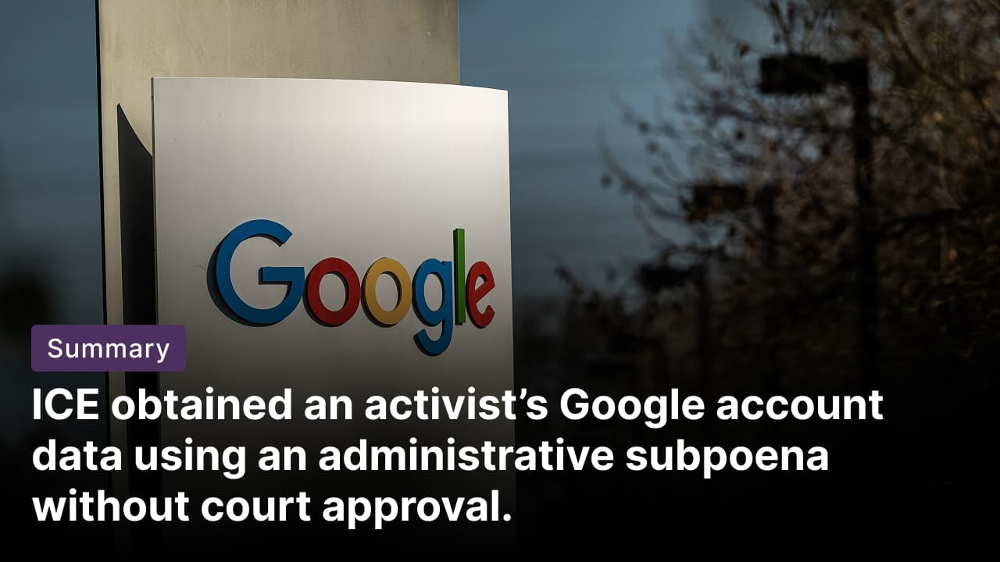 Google
Summary
ICE obtained an activist’s Google account
data using an administrative subpoena
without court approval.